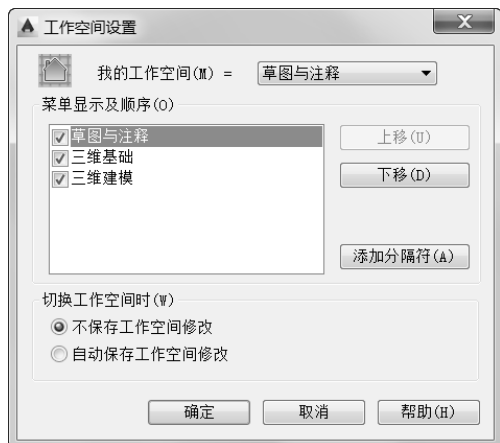 工作空间设置
我的工作空间(M) = 草图与注释
菜单显示及顺序(O)
草图与注释
三维基础
三维建模
上移(U)
下移(D)
添加分隔符(A)
切换工作空间时(W)
不保存工作空间修改
自动保存工作空间修改
确定 取消 帮助(H)